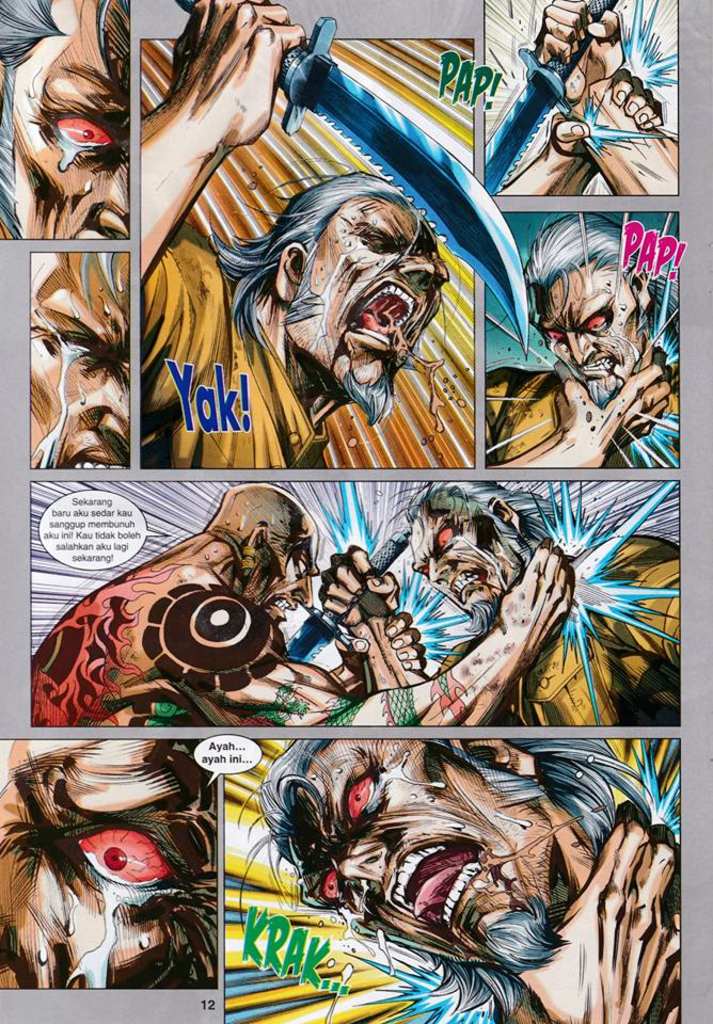 PAP!
Yak!
PAP!
Sekarang
baru aku sedar kau
sanggup membunuh
aku ini! Kau tidak boleh
salahkan aku lagi
sekarang!
Ayah...
ayah ini...
KRAK...
12